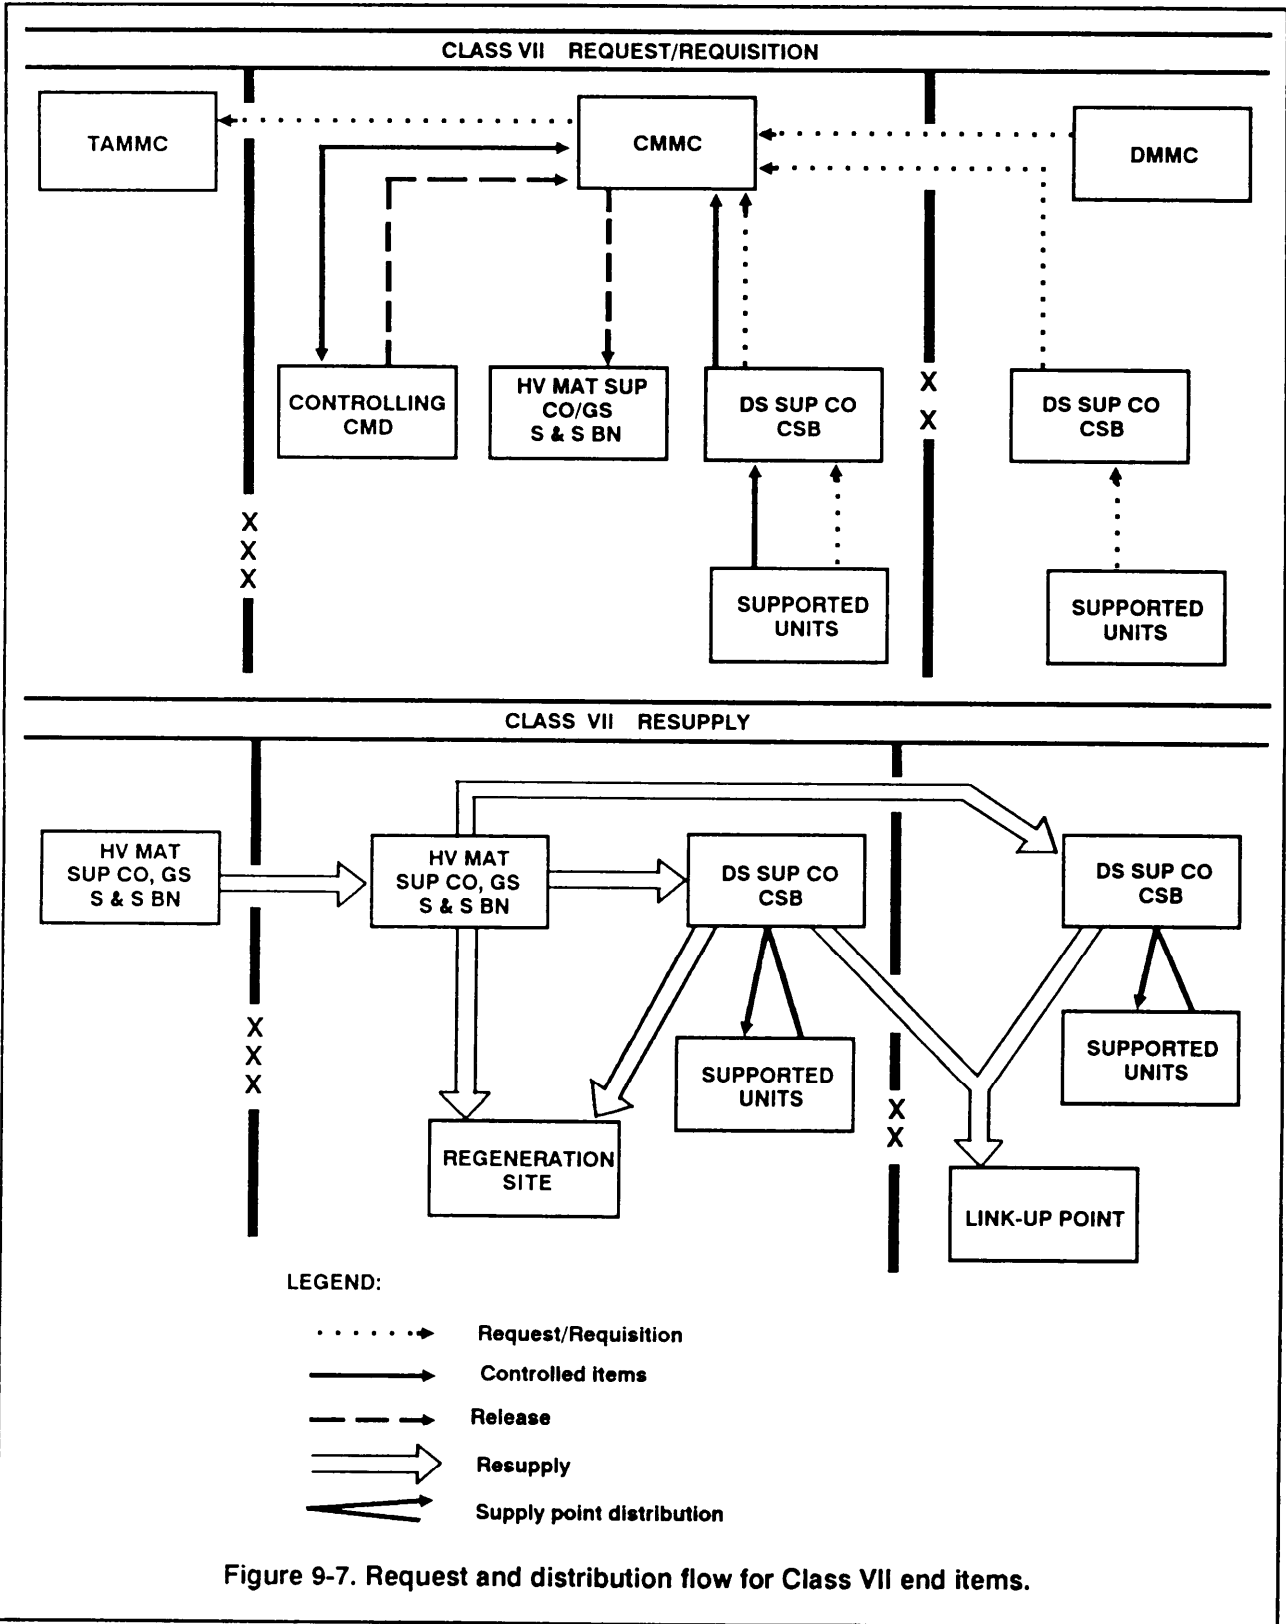 CLASS VII REQUEST/REQUISITION
TAMMC
CMMC
DMMC
CONTROLLING
CMD
HV MAT SUP
CO/GS
S & S BN
DS SUP CO
CSB
X
X
DS SUP CO
CSB
X
X
X
SUPPORTED
UNITS
SUPPORTED
UNITS
CLASS VII RESUPPLY
HV MAT
SUP CO, GS
S & S BN
HV MAT
SUP CO, GS
S & S BN
DS SUP CO
CSB
DS SUP CO
CSB
X
X
X
SUPPORTED
UNITS
SUPPORTED
UNITS
X
X
REGENERATION
SITE
LINK-UP POINT
LEGEND:
Request/Requisition
Controlled items
Release
Resupply
Supply point distribution
Figure 9-7. Request and distribution flow for Class VII end items.